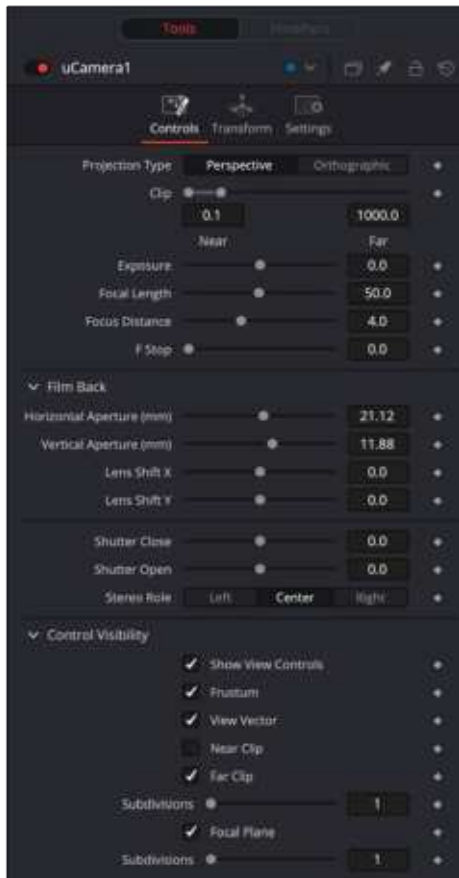 Tools Modifiers
uCamera1
Controls Transform Settings
Projection Type Perspective Orthographic
Clip
0.1 1000.0
Near Far
Exposure 0.0
Focal Length 50.0
Focus Distance 4.0
F Stop 0.0
Film Back
Horizontal Aperture (mm) 21.12
Vertical Aperture (mm) 11.88
Lens Shift X 0.0
Lens Shift Y 0.0
Shutter Close 0.0
Shutter Open 0.0
Stereo Role Left Center Right
Control Visibility
Show View Controls
Frustum
View Vector
Near Clip
Far Clip
Subdivisions 1
Focal Plane
Subdivisions 1